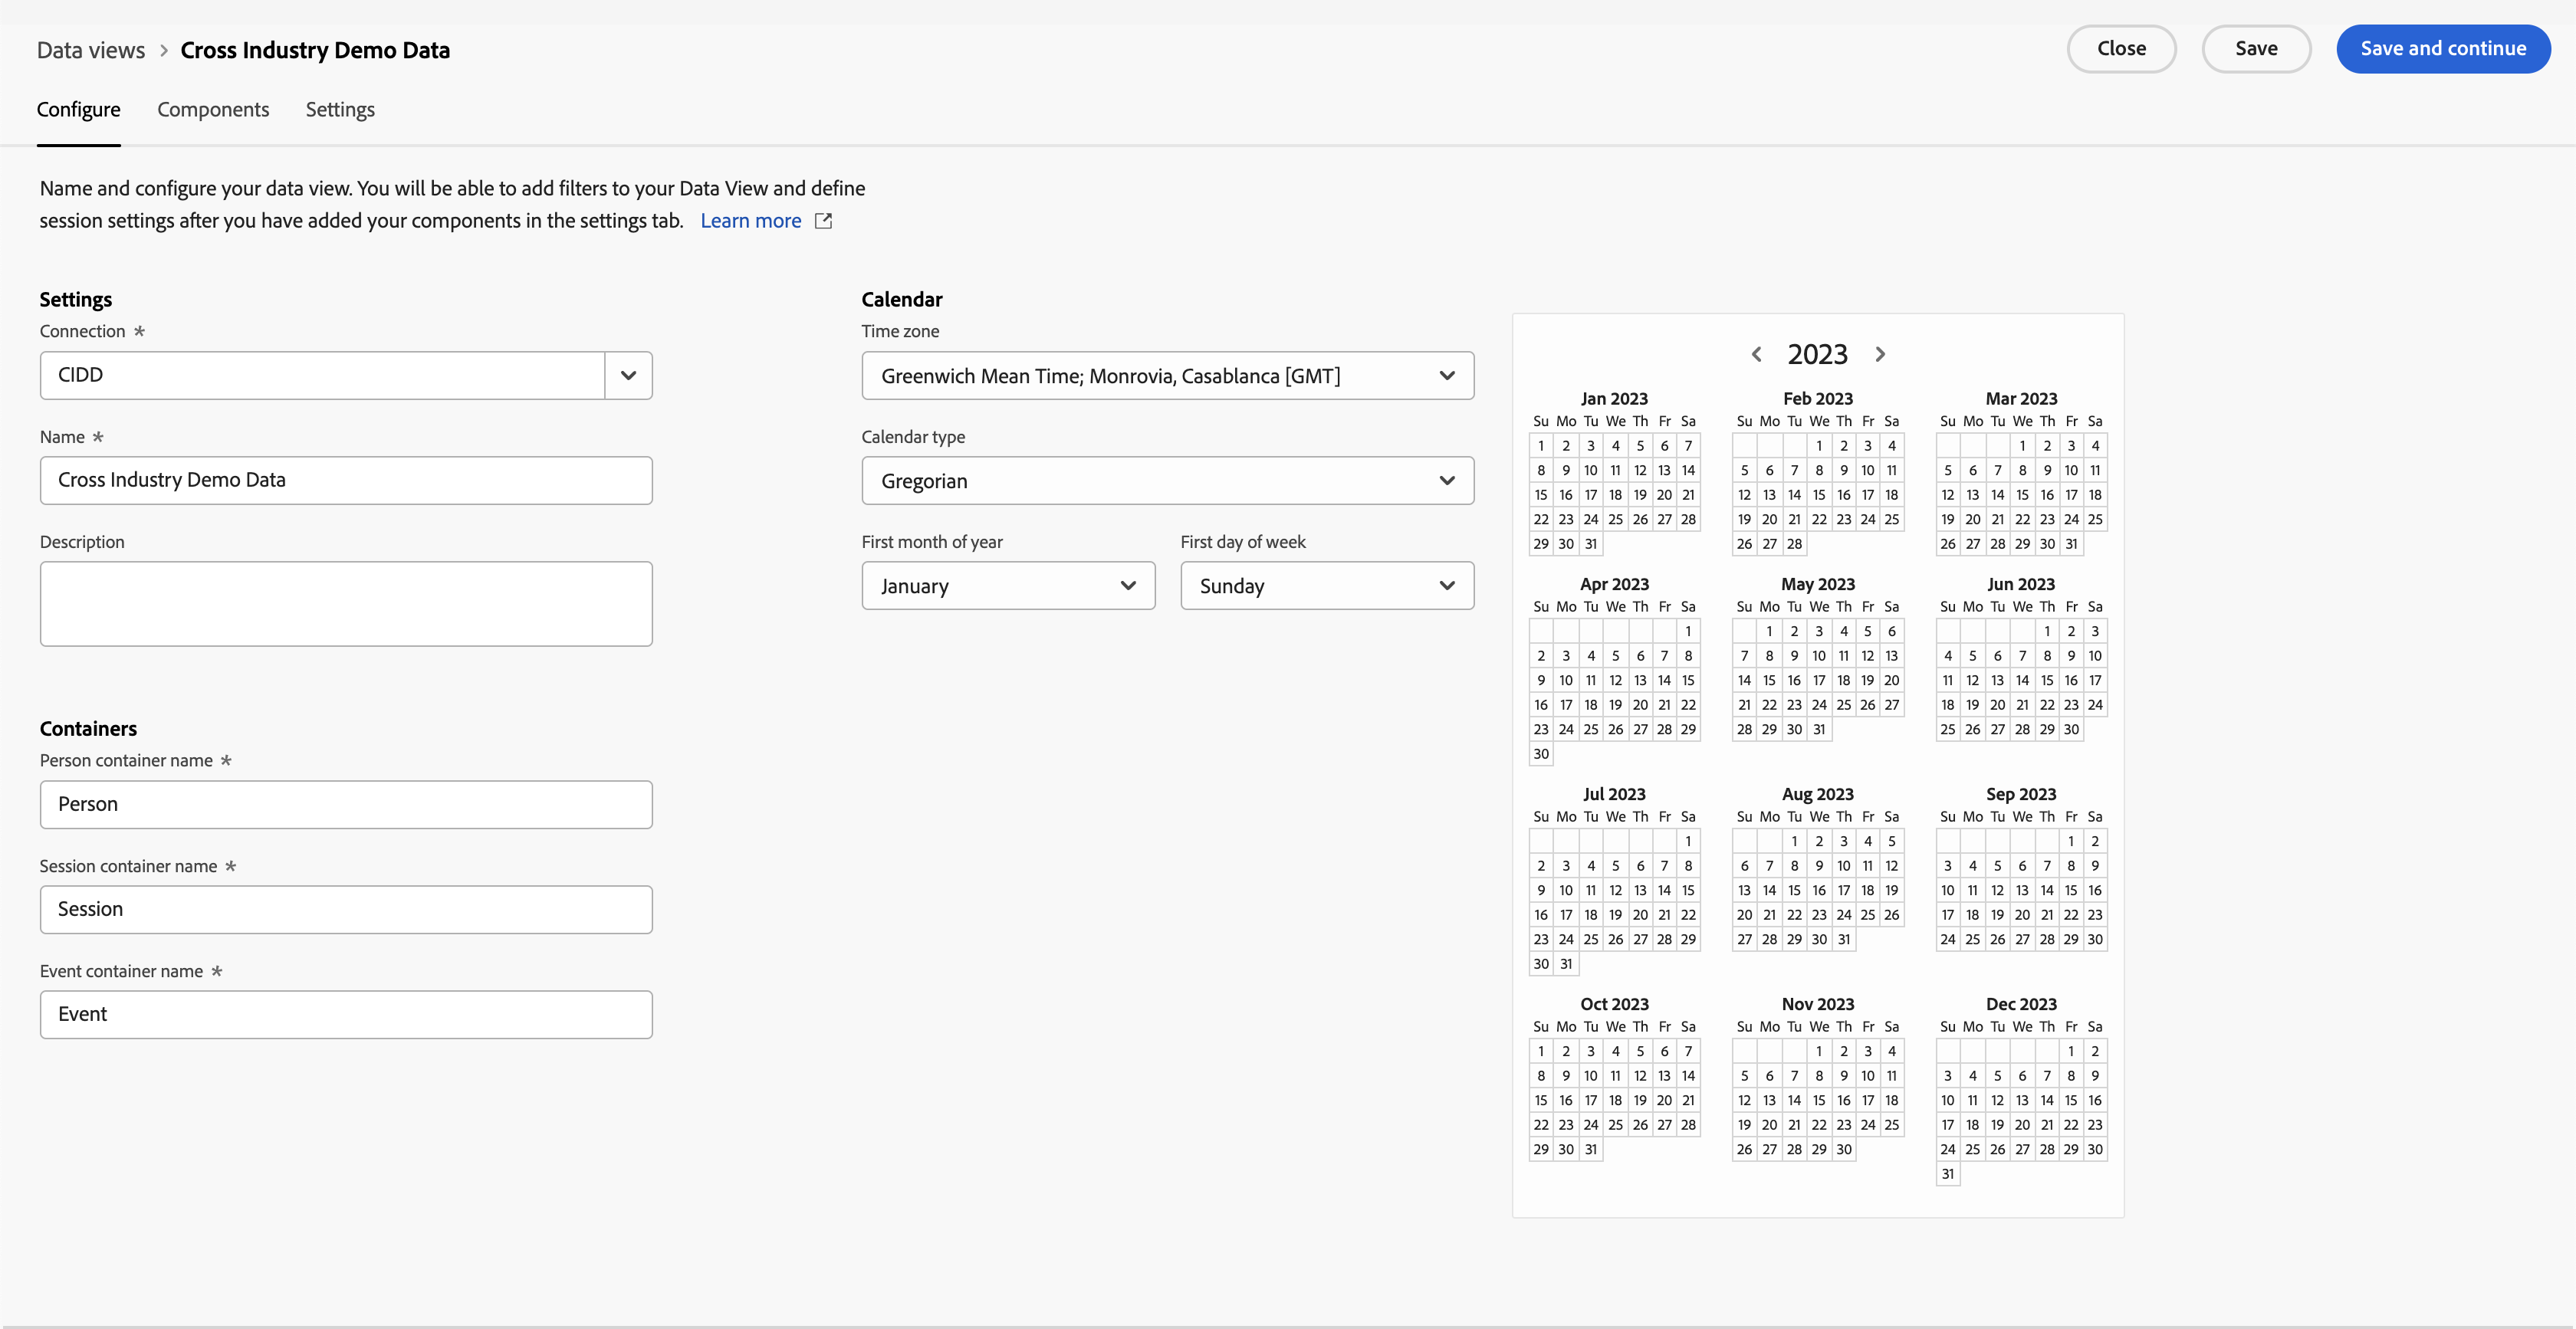 Data views > Cross Industry Demo Data
Close
Save
Save and continue
Configure
Components
Settings
Name and configure your data view. You will be able to add filters to your Data View and define
session settings after you have added your components in the settings tab. Learn more
Settings
Connection *
CIDD
Name *
Cross Industry Demo Data
Description
Containers
Person container name *
Person
Session container name *
Session
Event container name *
Event
Calendar
Time zone
Greenwich Mean Time; Monrovia, Casablanca [GMT]
Calendar type
Gregorian
First month of year
January
First day of week
Sunday
2023
Jan 2023
Su Mo Tu We Th Fr Sa
1 2 3 4 5 6 7
8 9 10 11 12 13 14
15 16 17 18 19 20 21
22 23 24 25 26 27 28
29 30 31
Feb 2023
Su Mo Tu We Th Fr Sa
1 2 3 4
5 6 7 8 9 10 11
12 13 14 15 16 17 18
19 20 21 22 23 24 25
26 27 28
Mar 2023
Su Mo Tu We Th Fr Sa
1 2 3 4
5 6 7 8 9 10 11
12 13 14 15 16 17 18
19 20 21 22 23 24 25
26 27 28 29 30 31
Apr 2023
Su Mo Tu We Th Fr Sa
1
2 3 4 5 6 7 8
9 10 11 12 13 14 15
16 17 18 19 20 21 22
23 24 25 26 27 28 29
30
May 2023
Su Mo Tu We Th Fr Sa
1 2 3 4 5 6
7 8 9 10 11 12 13
14 15 16 17 18 19 20
21 22 23 24 25 26 27
28 29 30 31
Jun 2023
Su Mo Tu We Th Fr Sa
1 2 3
4 5 6 7 8 9 10
11 12 13 14 15 16 17
18 19 20 21 22 23 24
25 26 27 28 29 30
Jul 2023
Su Mo Tu We Th Fr Sa
1
2 3 4 5 6 7 8
9 10 11 12 13 14 15
16 17 18 19 20 21 22
23 24 25 26 27 28 29
30 31
Aug 2023
Su Mo Tu We Th Fr Sa
1 2 3 4 5
6 7 8 9 10 11 12
13 14 15 16 17 18 19
20 21 22 23 24 25 26
27 28 29 30 31
Sep 2023
Su Mo Tu We Th Fr Sa
1 2
3 4 5 6 7 8 9
10 11 12 13 14 15 16
17 18 19 20 21 22 23
24 25 26 27 28 29 30
Oct 2023
Su Mo Tu We Th Fr Sa
1 2 3 4 5 6 7
8 9 10 11 12 13 14
15 16 17 18 19 20 21
22 23 24 25 26 27 28
29 30 31
Nov 2023
Su Mo Tu We Th Fr Sa
1 2 3 4
5 6 7 8 9 10 11
12 13 14 15 16 17 18
19 20 21 22 23 24 25
26 27 28 29 30
Dec 2023
Su Mo Tu We Th Fr Sa
1 2
3 4 5 6 7 8 9
10 11 12 13 14 15 16
17 18 19 20 21 22 23
24 25 26 27 28 29 30
31